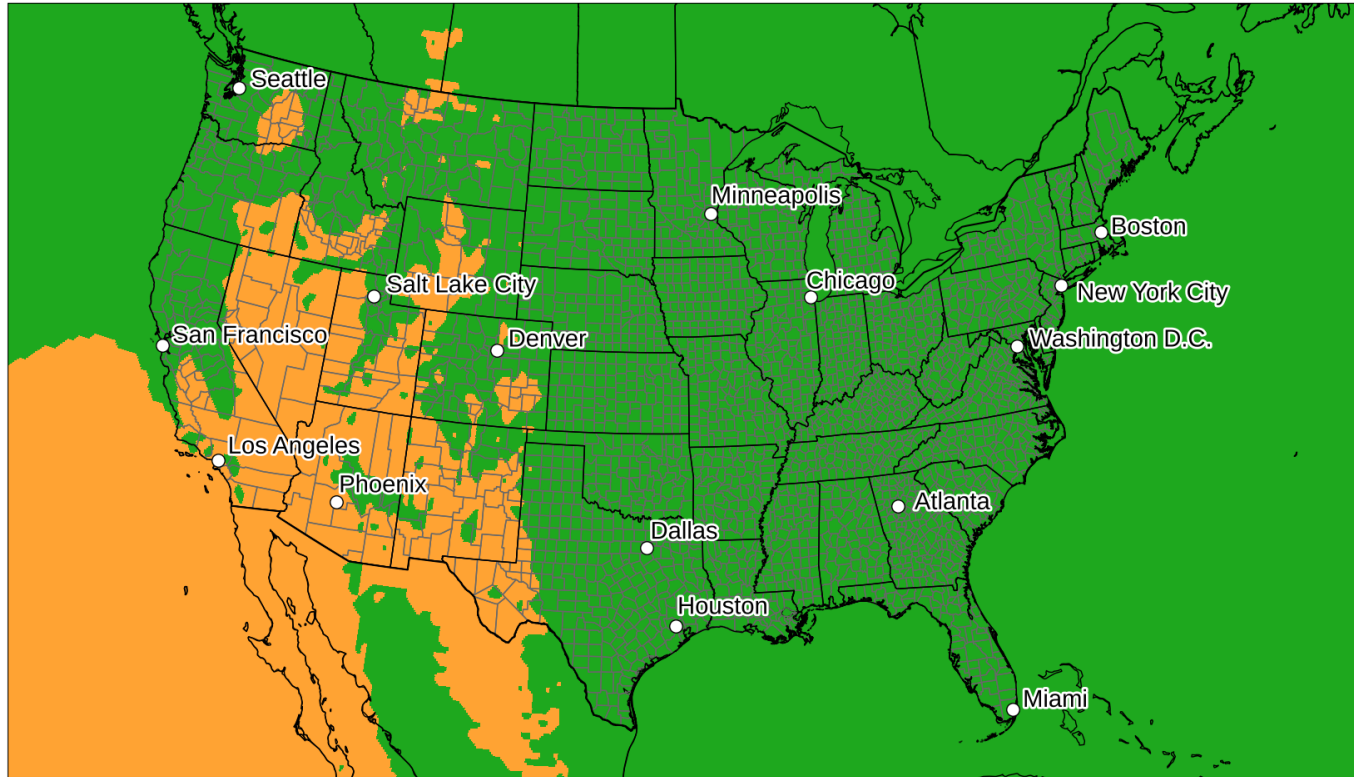 Seattle
Minneapolis
Boston
Salt Lake City
Chicago
New York City
San Francisco
Denver
Washington D.C.
Los Angeles
Phoenix
Atlanta
Dallas
Houston
Miami